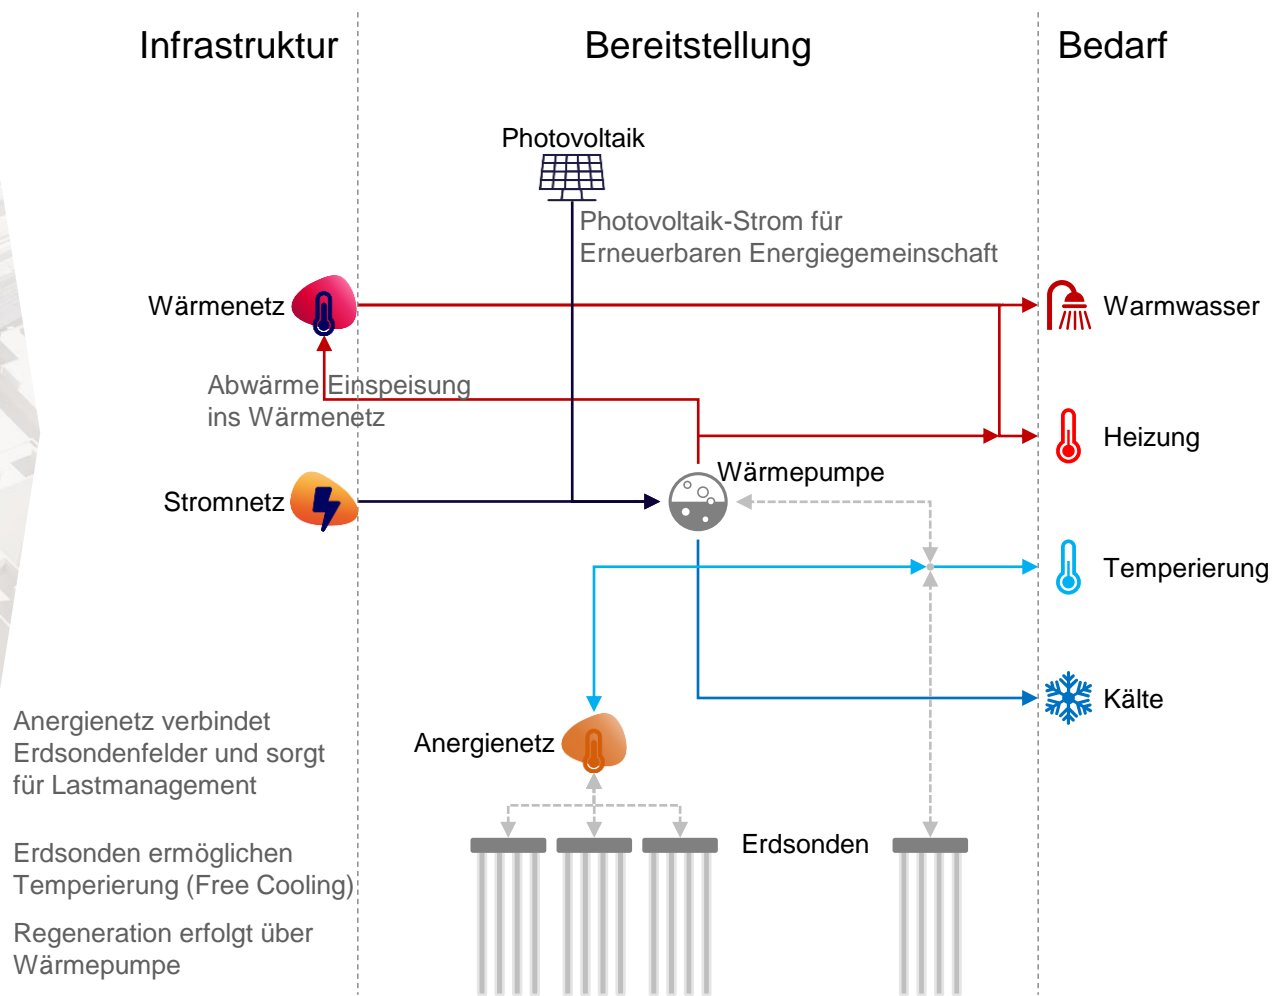 Infrastruktur
Bereitstellung
Bedarf
Photovoltaik
Photovoltaik-Strom für
Erneuerbaren Energiegemeinschaft
Wärmenetz
Warmwasser
Abwärme Einspeisung
ins Wärmenetz
Heizung
Wärmepumpe
Stromnetz
Temperierung
Kälte
Anergienetz verbindet
Erdsondenfelder und sorgt
für Lastmanagement
Anergienetz
Erdsonden
Erdsonden ermöglichen
Temperierung (Free Cooling)
Regeneration erfolgt über
Wärmepumpe